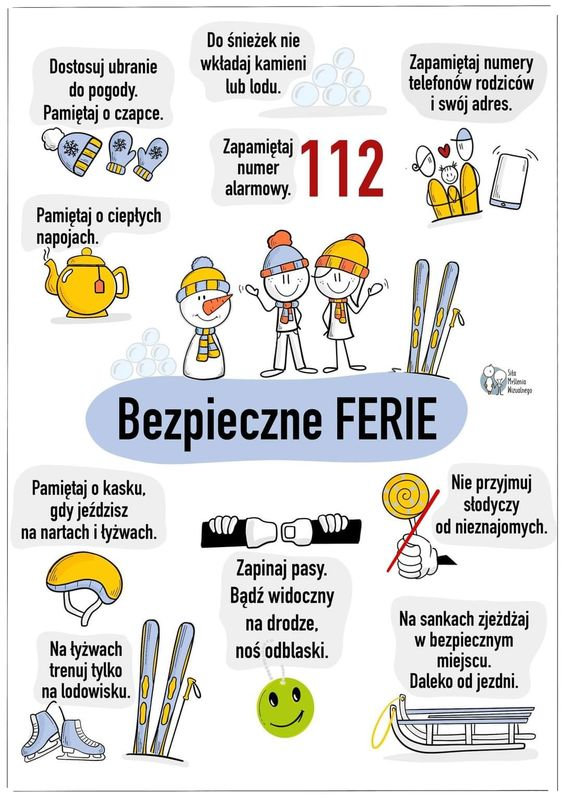 Do śnieżek nie
wkładaj kamieni
lub lodu.
Dostosuj ubranie
do pogody.
Pamiętaj o czapce.
Zapamiętaj numery
telefonów rodziców
i swój adres.
Zapamiętaj
numer
alarmowy.
112
Pamiętaj o ciepłych
napojach.
Siła
Myślenia
Wizualnego
Bezpieczne FERIE
Pamiętaj o kasku,
gdy jeździsz
na nartach i łyżwach.
Nie przyjmuj
słodyczy
od nieznajomych.
Zapinaj pasy.
Bądź widoczny
na drodze,
noś odblaski.
Na łyżwach
trenuj tylko
na lodowisku.
Na sankach zjeżdżaj
w bezpiecznym
miejscu.
Daleko od jezdni.